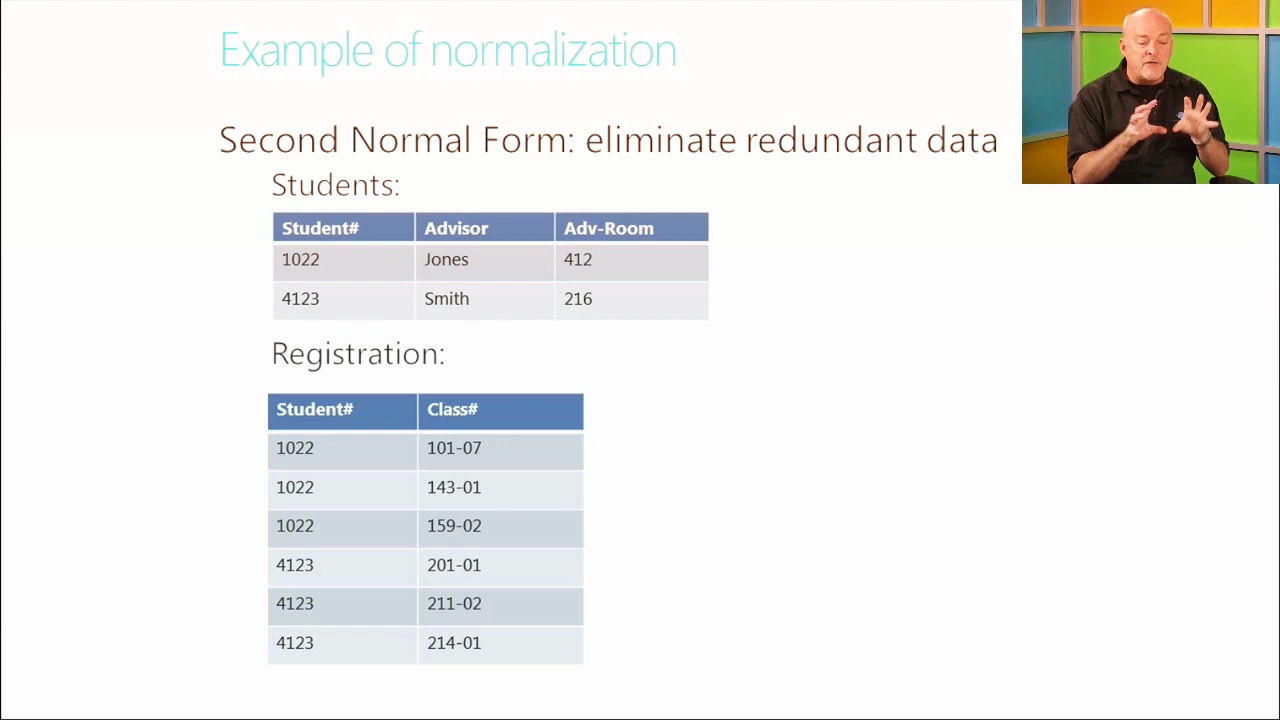 Example of normalization
Second Normal Form: eliminate redundant data
Students:
Student# Advisor Adv-Room
1022 Jones 412
4123 Smith 216
Registration:
Student# Class#
1022 101-07
1022 143-01
1022 159-02
4123 201-01
4123 211-02
4123 214-01